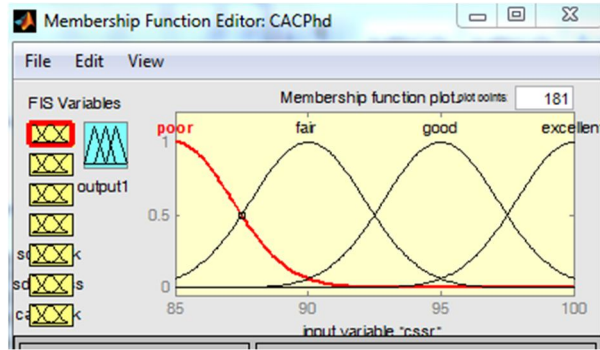 Membership Function Editor: CACPhd
File Edit View
FIS Variables
Membership function plots
plot points:
181
poor
fair
good
excellent
output1
1
0.5
0
85
90
95
100
input variable "cssr"